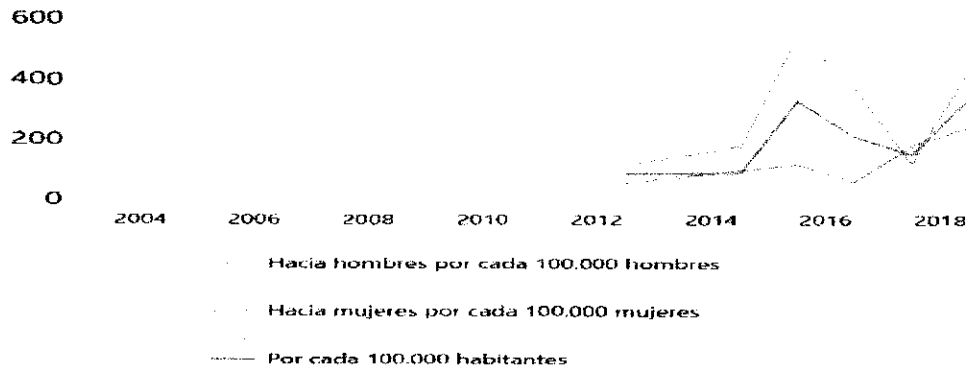 600
400
200
0
2004 2006 2008 2010 2012 2014 2016 2018
Hacia hombres por cada 100.000 hombres
Hacia mujeres por cada 100.000 mujeres
Por cada 100.000 habitantes